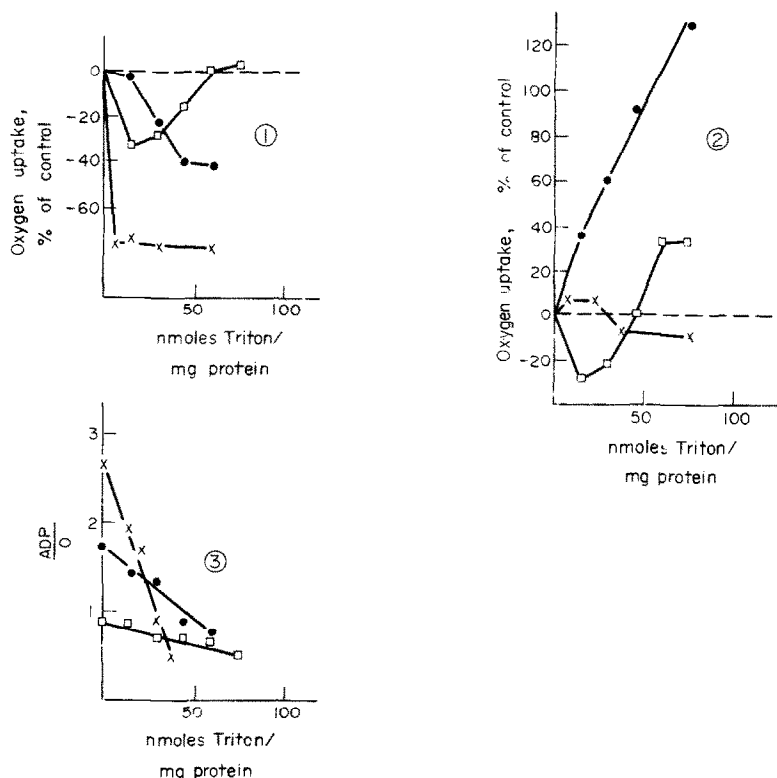 0
-20
-40
-60
Oxygen uptake,
% of control
①
50
100
nmoles Triton/
mg protein
120
100
80
60
40
20
0
-20
Oxygen uptake, % of control
②
50
100
nmoles Triton/
mg protein
3
2
1
ADP
O
③
50
100
nmoles Triton/
mg protein